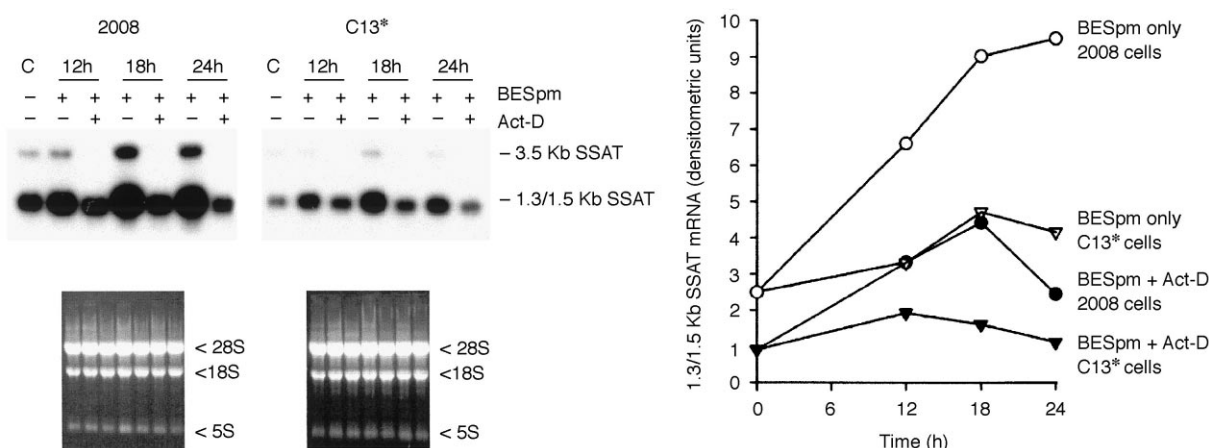 2008
C13*
C 12h 18h 24h
C 12h 18h 24h
– + + + + + +
– + + + + + +
BESpm
+ + +
+ + +
Act-D
– 3.5 Kb SSAT
– 1.3/1.5 Kb SSAT
< 28S
<18S
< 5S
< 28S
<18S
< 5S
1.3/1.5 Kb SSAT mRNA (densitometric units)
10
9
8
7
6
5
4
3
2
1
0
0 6 12 18 24
Time (h)
BESpm only
2008 cells
BESpm only
C13* cells
BESpm + Act-D
2008 cells
BESpm + Act-D
C13* cells